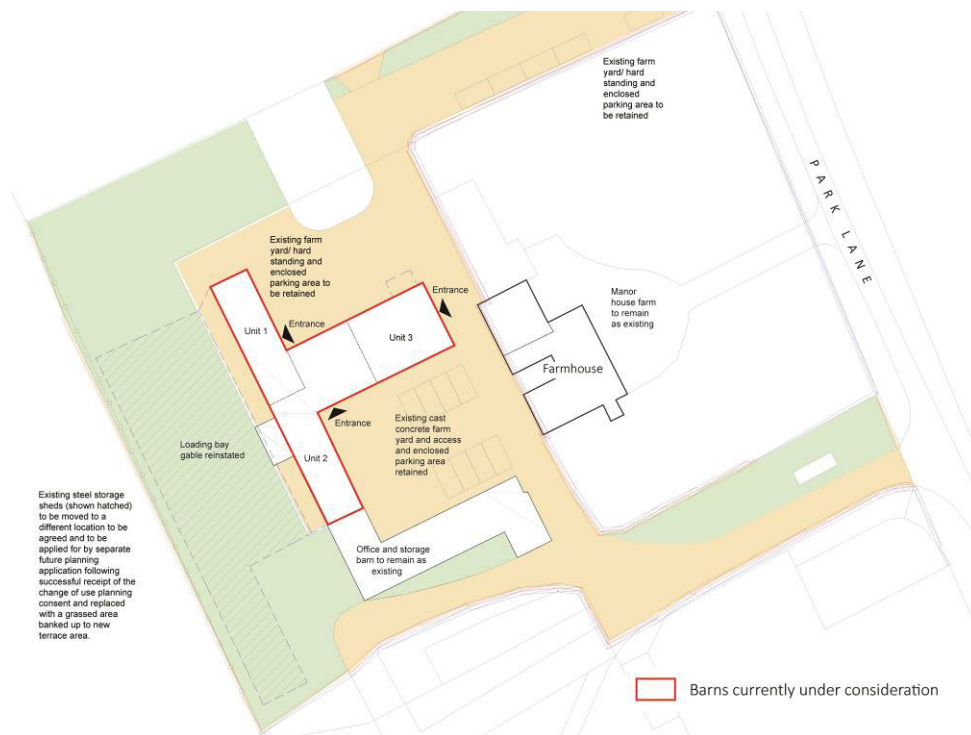 Existing farm
yard/ hard
standing and
enclosed
parking area to
be retained
PARK LANE
Existing farm
yard/ hard
standing and
enclosed
parking area to
be retained
Entrance
Manor
house farm
to remain
as existing
Unit 1
Entrance
Unit 3
Farmhouse
Entrance
Existing cast
concrete farm
yard and access
and enclosed
parking area
retained
Loading bay
gable reinstated
Unit 2
Existing steel storage
sheds (shown hatched)
to be moved to a
different location to be
agreed and to be
applied for by separate
future planning
application following
successful receipt of the
change of use planning
consent and replaced
with a grassed area
banked up to new
terrace area.
Office and storage
barn to remain as
existing
Barns currently under consideration